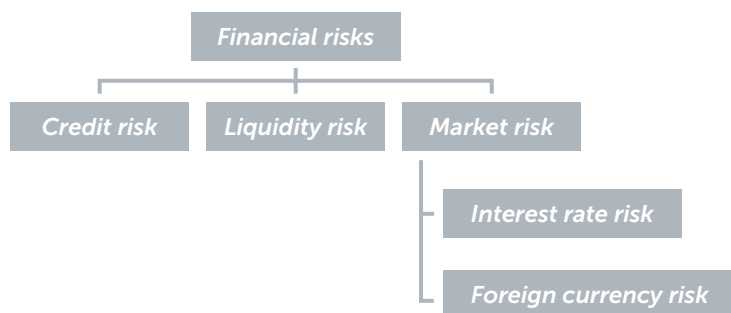 Financial risks
Credit risk
Liquidity risk
Market risk
Interest rate risk
Foreign currency risk